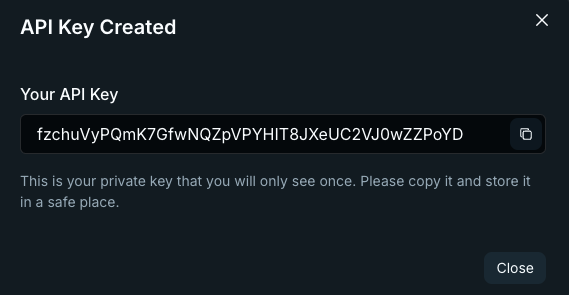 API Key Created
Your API Key
fzchuVyPQmK7GfwNQZpVPYHIT8JXeUC2VJ0wZZPoYD
This is your private key that you will only see once. Please copy it and store it
in a safe place.
Close